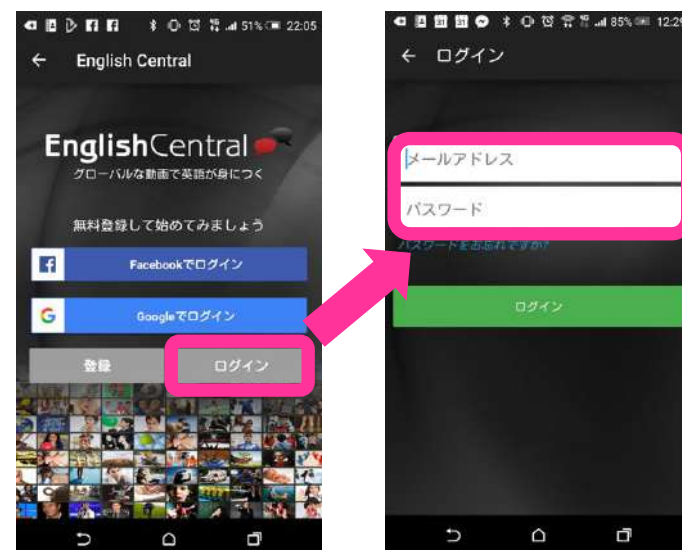 51% 22:05
English Central
EnglishCentral
グローバルな動画で英語が身につく
無料登録して始めてみましょう
Facebookでログイン
Googleでログイン
登録
ログイン
85% 12:29
ログイン
メールアドレス
パスワード
パスワードをお忘れですか?
ログイン